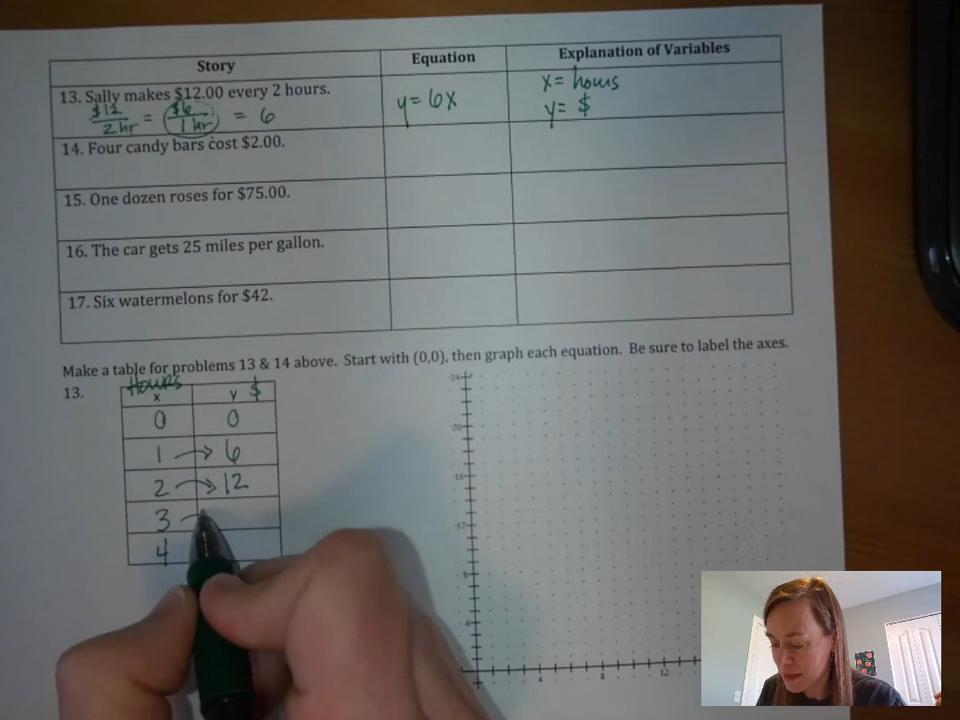 Story Equation Explanation of Variables
13. Sally makes $12.00 every 2 hours.
$12/2 hr = $6/1 hr = 6
y = 6x
x = hours
y = $
14. Four candy bars cost $2.00.
15. One dozen roses for $75.00.
16. The car gets 25 miles per gallon.
17. Six watermelons for $42.
Make a table for problems 13 & 14 above. Start with (0,0), then graph each equation. Be sure to label the axes.
13.
Hours $
x y
0 0
1 → 6
2 → 12
3
4
24
20
16
12
8
4
4 8 12